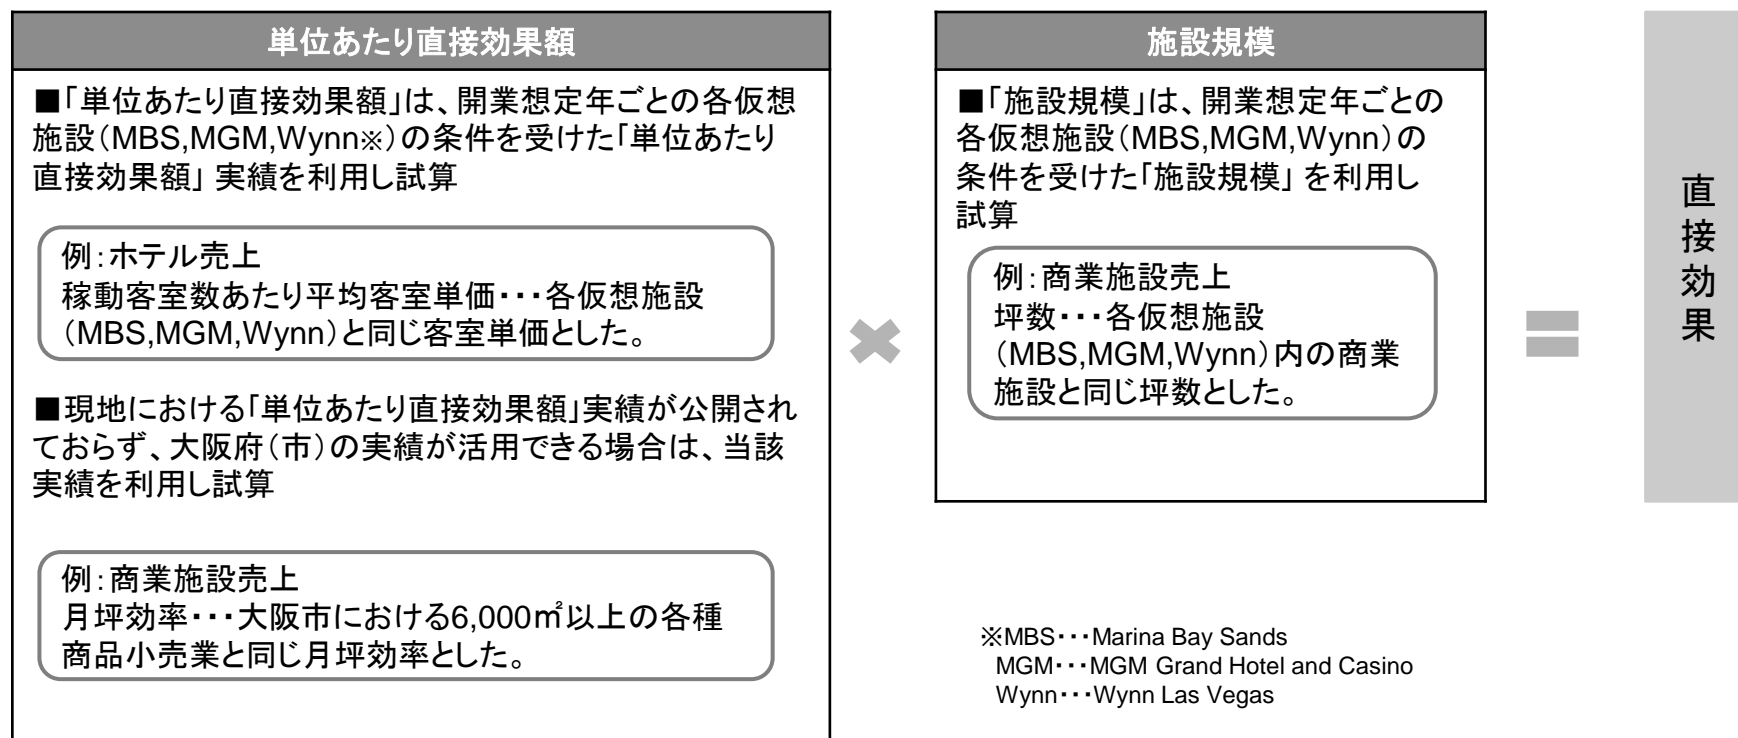 単位あたり直接効果額
■「単位あたり直接効果額」は、開業想定年ごとの各仮想
施設(MBS,MGM,Wynn※)の条件を受けた「単位あたり
直接効果額」 実績を利用し試算
例:ホテル売上
稼動客室数あたり平均客室単価・・・各仮想施設
(MBS,MGM,Wynn)と同じ客室単価とした。
■現地における「単位あたり直接効果額」実績が公開され
ておらず、大阪府(市)の実績が活用できる場合は、当該
実績を利用し試算
例:商業施設売上
月坪効率・・・大阪市における6,000㎡以上の各種
商品小売業と同じ月坪効率とした。
施設規模
■「施設規模」は、開業想定年ごとの
各仮想施設(MBS,MGM,Wynn)の
条件を受けた「施設規模」 を利用し
試算
例:商業施設売上
坪数・・・各仮想施設
(MBS,MGM,Wynn)内の商業
施設と同じ坪数とした。
直接効果
※MBS・・・Marina Bay Sands
MGM・・・MGM Grand Hotel and Casino
Wynn・・・Wynn Las Vegas